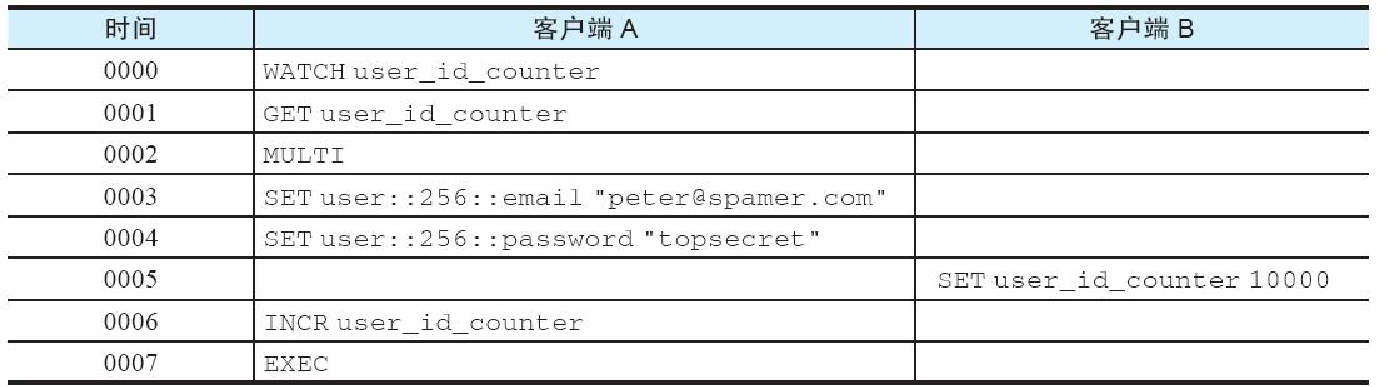 时间 客户端 A 客户端 B
0000 WATCH user_id_counter
0001 GET user_id_counter
0002 MULTI
0003 SET user::256::email "peter@spamer.com"
0004 SET user::256::password "topsecret"
0005 SET user_id_counter 10000
0006 INCR user_id_counter
0007 EXEC